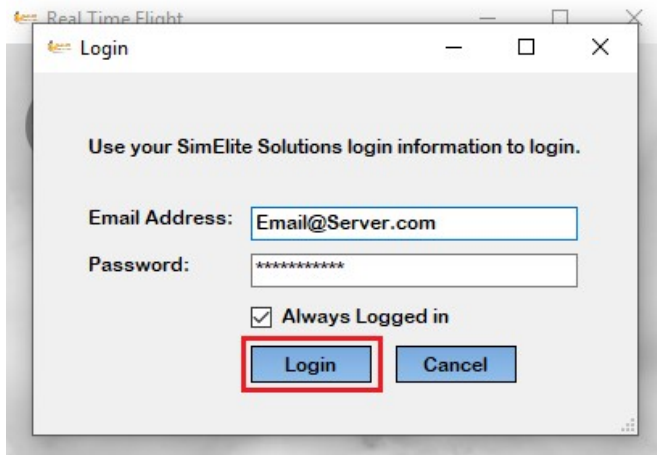 Real Time Flight
Login
Use your SimElite Solutions login information to login.
Email Address: Email@Server.com
Password: ***********
Always Logged in
Login Cancel